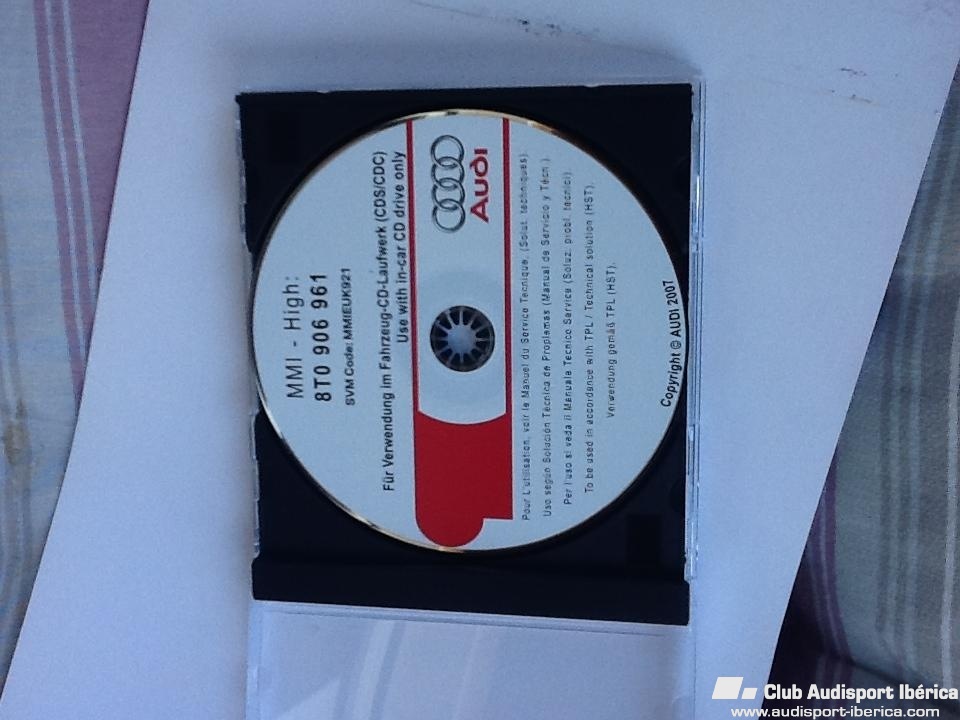 MMI - High:
8T0 906 961
SVM Code: MMIEUK921
Für Verwendung im Fahrzeug-CD-Laufwerk (CDS/CDC)
Use with in-car CD drive only
Audi
Pour L'utilisation, voir le Manuel du Service Tecnique, (Solut. techniques).
Uso según Solución Técnica de Proplemas (Manual de Servicio y Técn.).
Per l'uso si veda il Manuale Tecnico Service (Soluz. probl. tecnici).
To be used in accordance with TPL / Technical solution (HST).
Verwendung gemäß TPL (HST).
Copyright © AUDI 2007
Club Audisport Ibérica
www.audisport-iberica.com